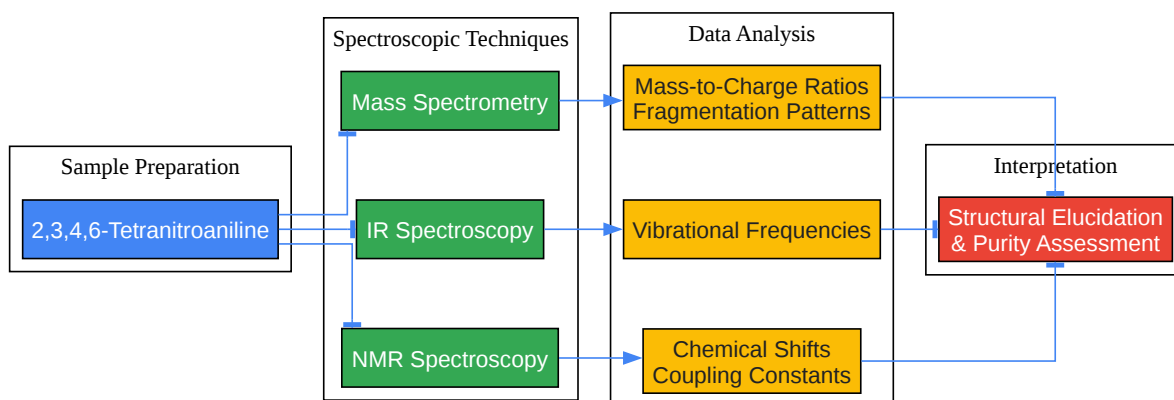 Sample Preparation
2,3,4,6-Tetranitroaniline
Spectroscopic Techniques
Mass Spectrometry
IR Spectroscopy
NMR Spectroscopy
Data Analysis
Mass-to-Charge Ratios
Fragmentation Patterns
Vibrational Frequencies
Chemical Shifts
Coupling Constants
Interpretation
Structural Elucidation
& Purity Assessment